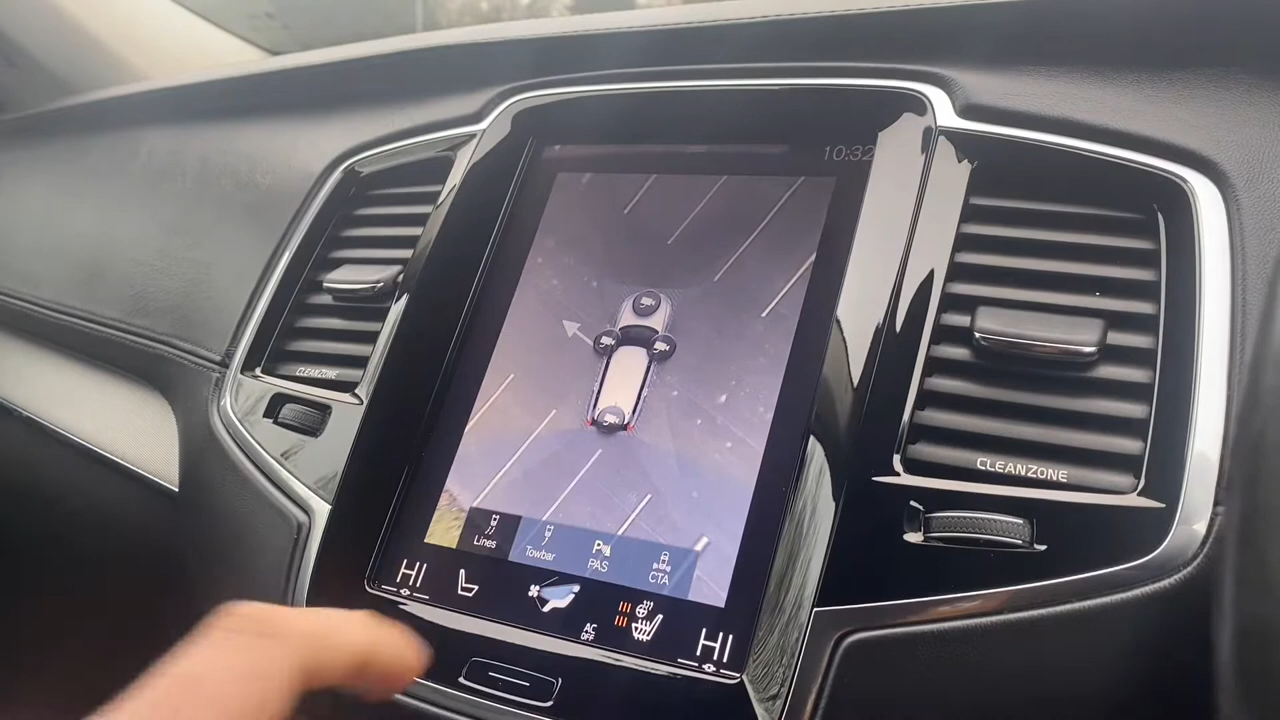 10:32
CLEANZONE
CLEANZONE
Lines
Towbar
PAS
CTA
HI
AC
OFF
HI